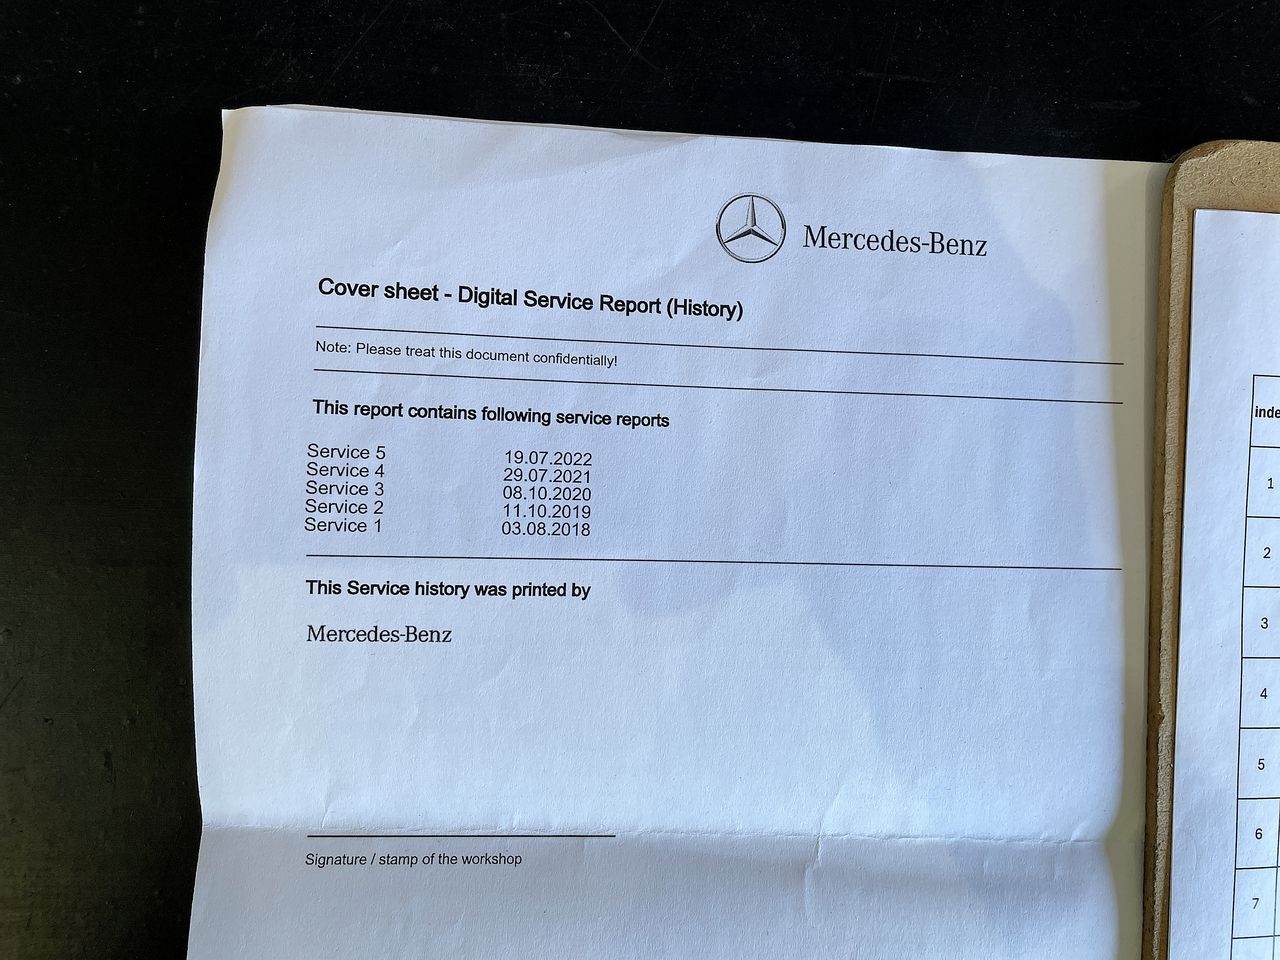 Mercedes-Benz
Cover sheet - Digital Service Report (History)
Note: Please treat this document confidentially!
This report contains following service reports
Service 5 19.07.2022
Service 4 29.07.2021
Service 3 08.10.2020
Service 2 11.10.2019
Service 1 03.08.2018
This Service history was printed by
Mercedes-Benz
Signature / stamp of the workshop
inde
1
2
3
4
5
6
7